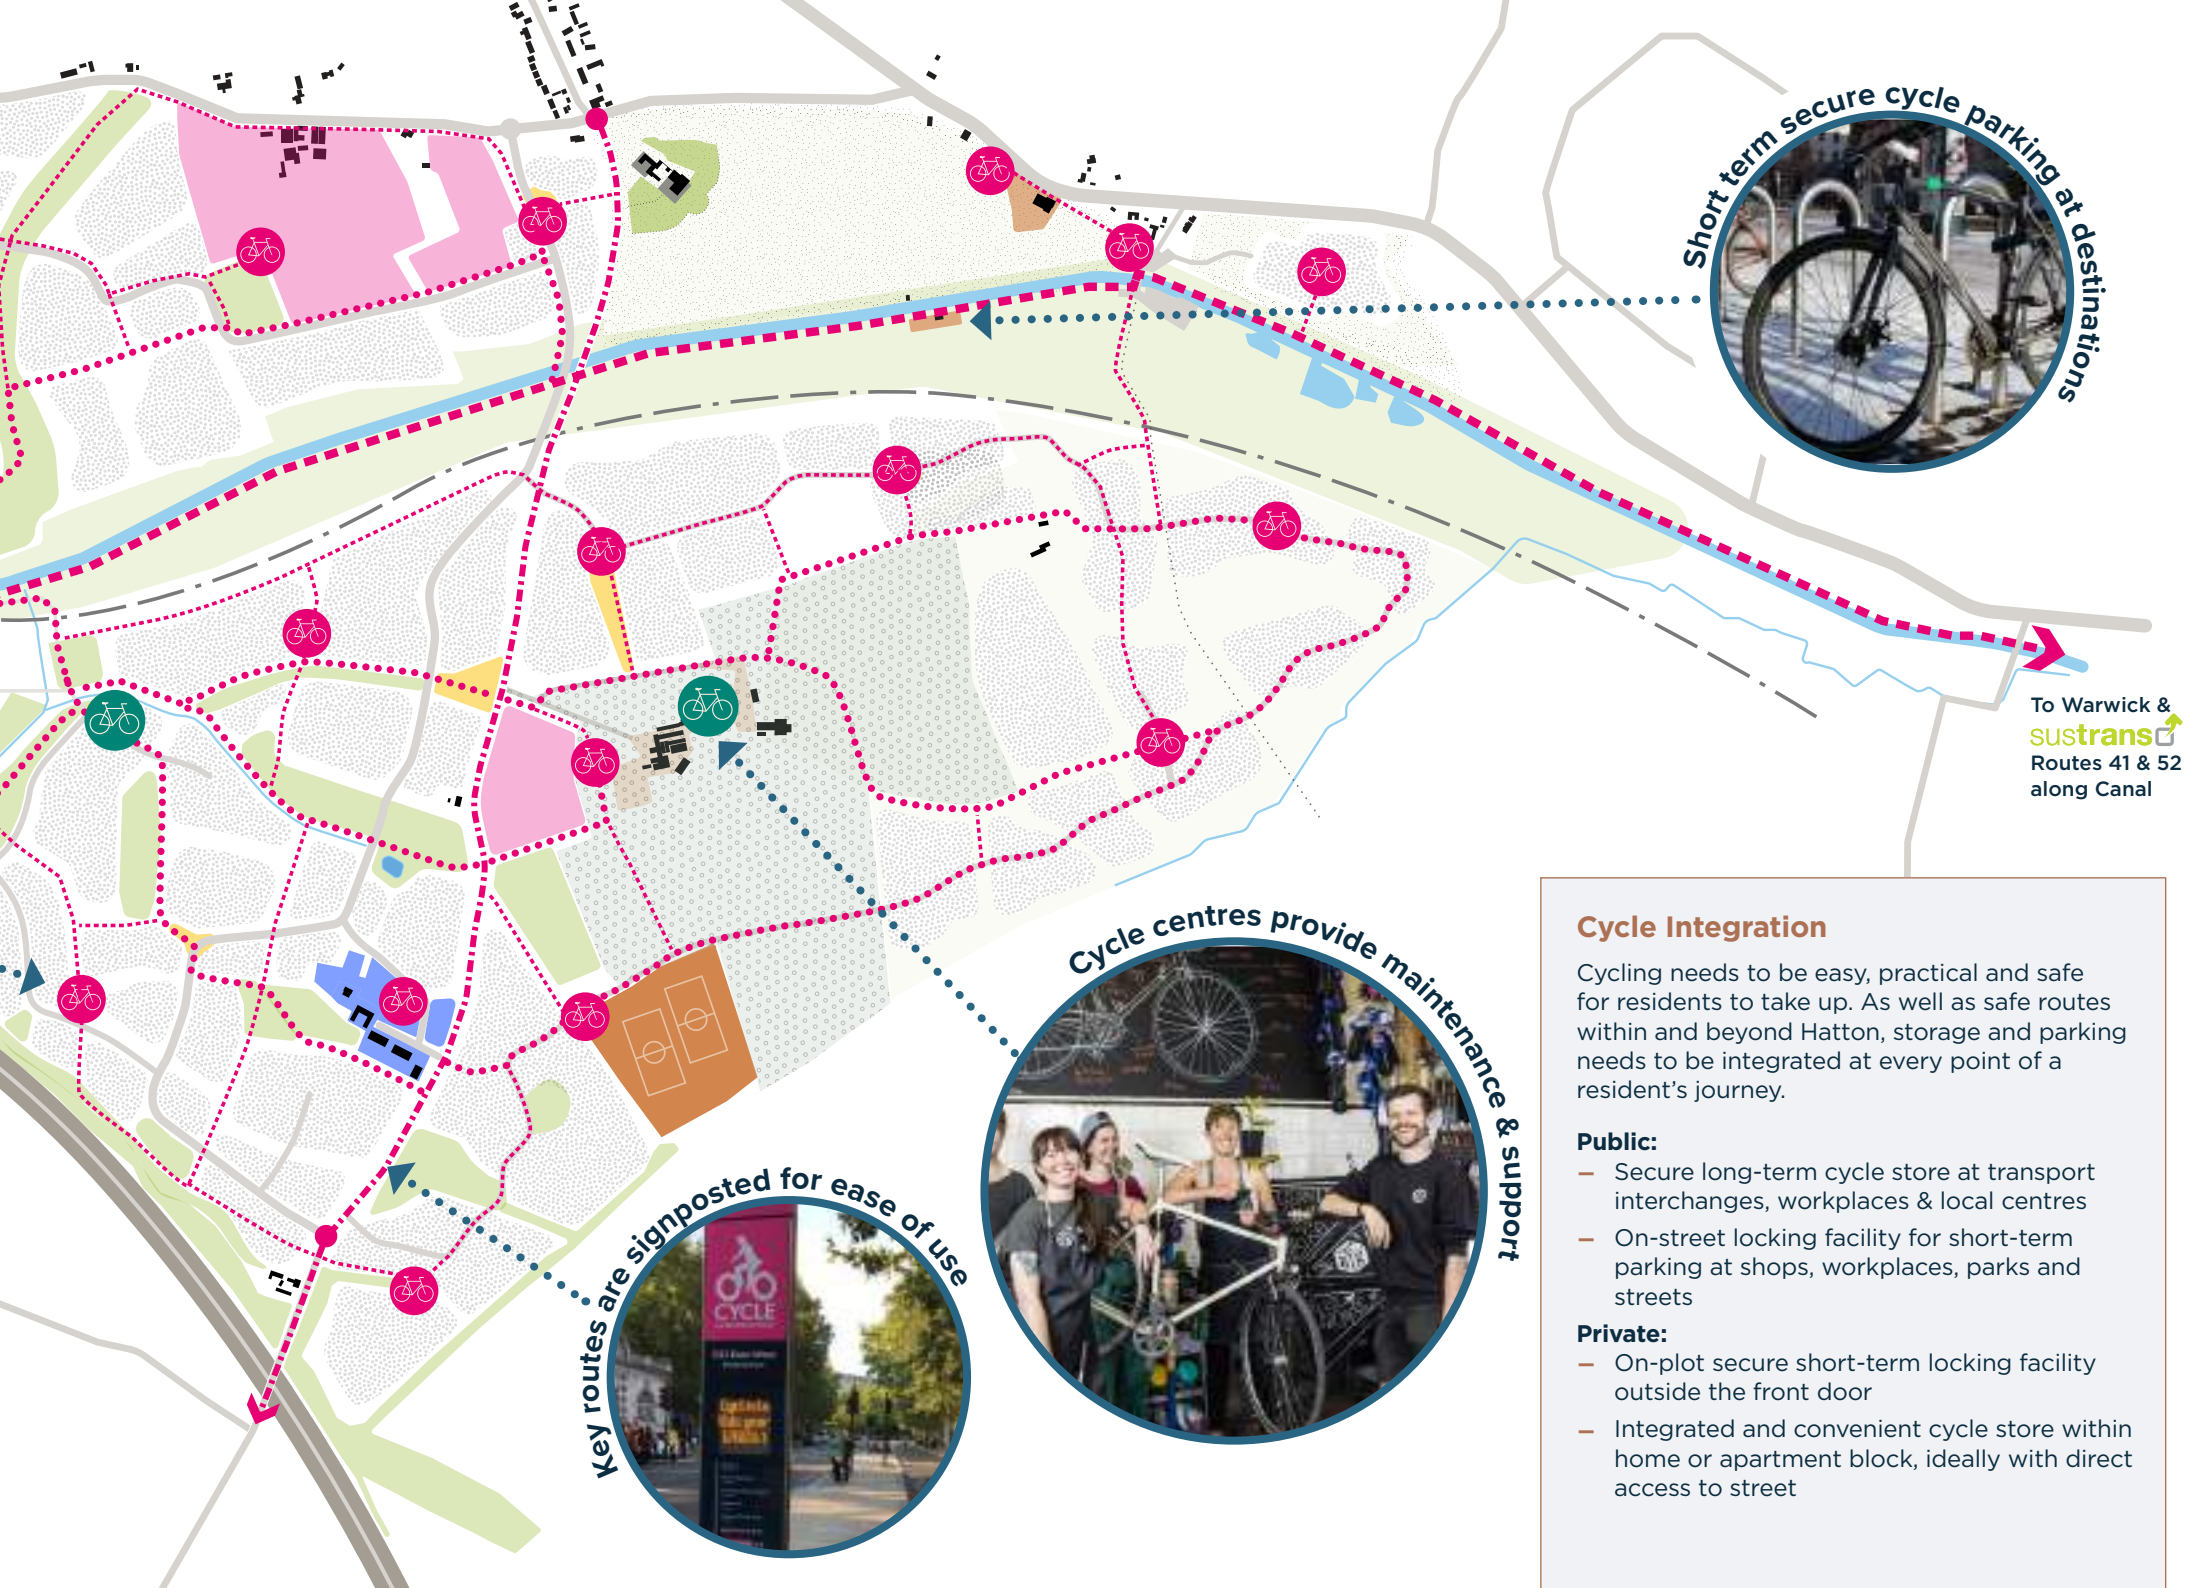 Short term secure cycle parking at destinations
To Warwick &
sustrans
Routes 41 & 52
along Canal
Cycle centres provide maintenance & support
Key routes are signposted for ease of use
CYCLE
Cycle Integration
Cycling needs to be easy, practical and safe
for residents to take up. As well as safe routes
within and beyond Hatton, storage and parking
needs to be integrated at every point of a
resident’s journey.
Public:
– Secure long-term cycle store at transport
interchanges, workplaces & local centres
– On-street locking facility for short-term
parking at shops, workplaces, parks and
streets
Private:
– On-plot secure short-term locking facility
outside the front door
– Integrated and convenient cycle store within
home or apartment block, ideally with direct
access to street